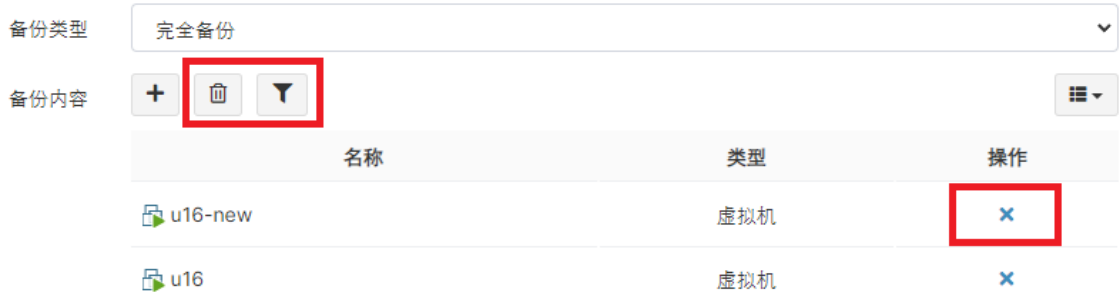 备份类型 完全备份
备份内容
名称 类型 操作
u16-new 虚拟机
u16 虚拟机